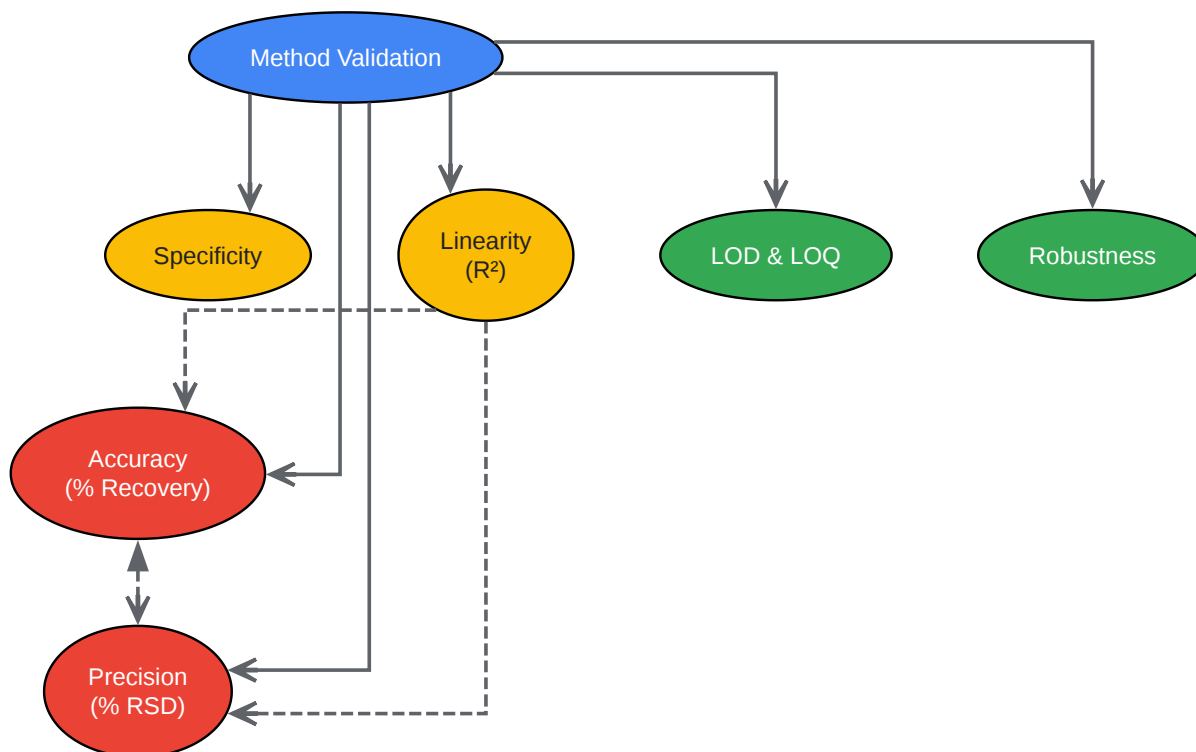 Method Validation
Specificity
Linearity
(R²)
LOD & LOQ
Robustness
Accuracy
(% Recovery)
Precision
(% RSD)